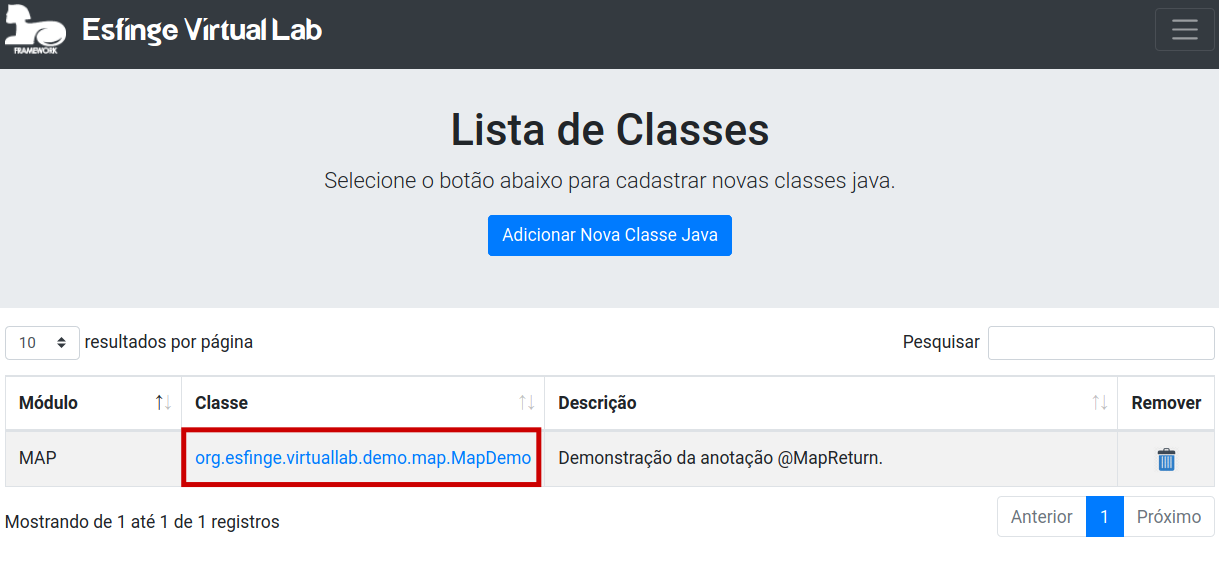 FRAMEWORK
Esfinge Virtual Lab
Lista de Classes
Selecione o botão abaixo para cadastrar novas classes java.
Adicionar Nova Classe Java
10 resultados por página
Pesquisar
Módulo Classe Descrição Remover
MAP org.esfinge.virtuallab.demo.map.MapDemo Demonstração da anotação @MapReturn.
Mostrando de 1 até 1 de 1 registros
Anterior 1 Próximo